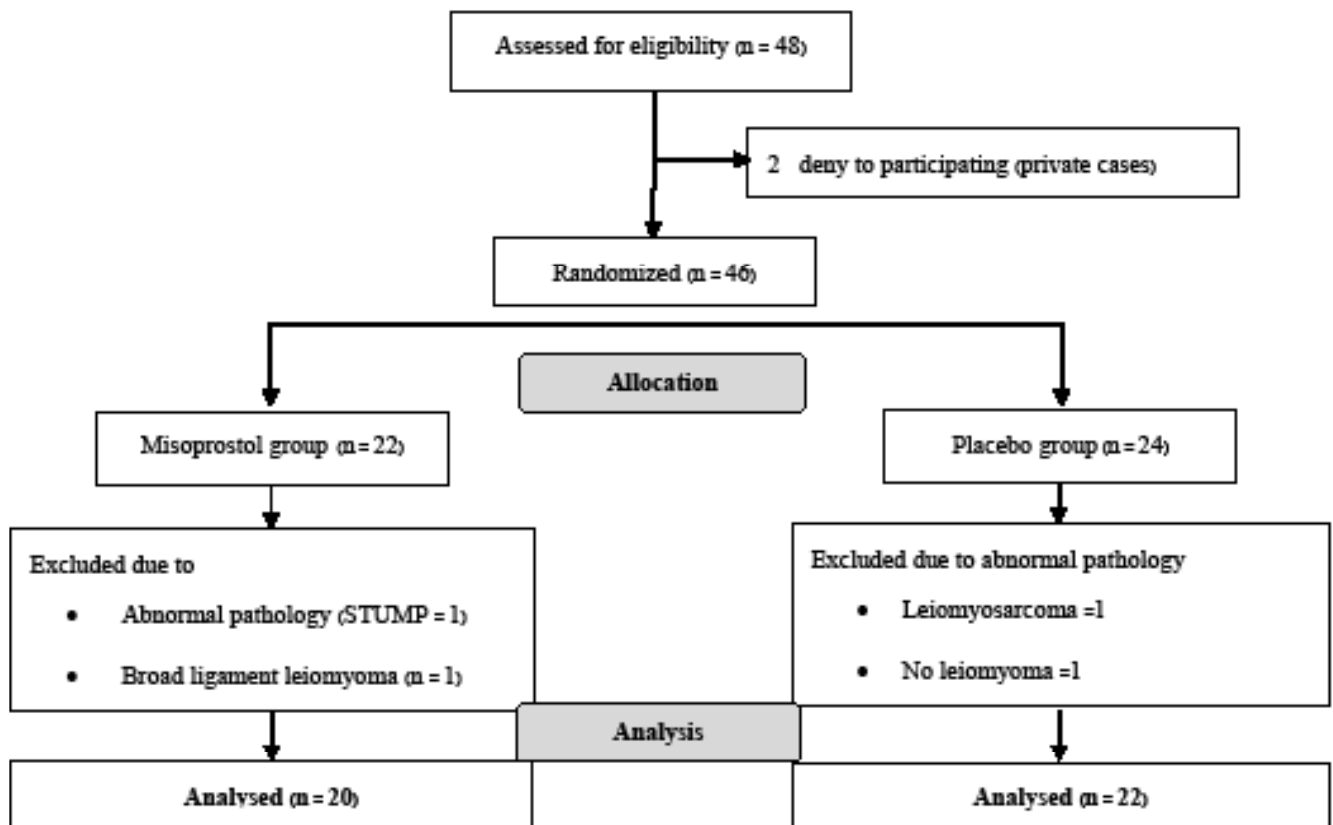 Assessed for eligibility (n = 48)
2 deny to participating (private cases)
Randomized (n = 46)
Allocation
Misoprostol group (n = 22)
Placebo group (n = 24)
Excluded due to
• Abnormal pathology (STUMP = 1)
• Broad ligament leiomyoma (n = 1)
Excluded due to abnormal pathology
• Leiomyosarcoma =1
• No leiomyoma =1
Analysis
Analysed (n = 20)
Analysed (n = 22)